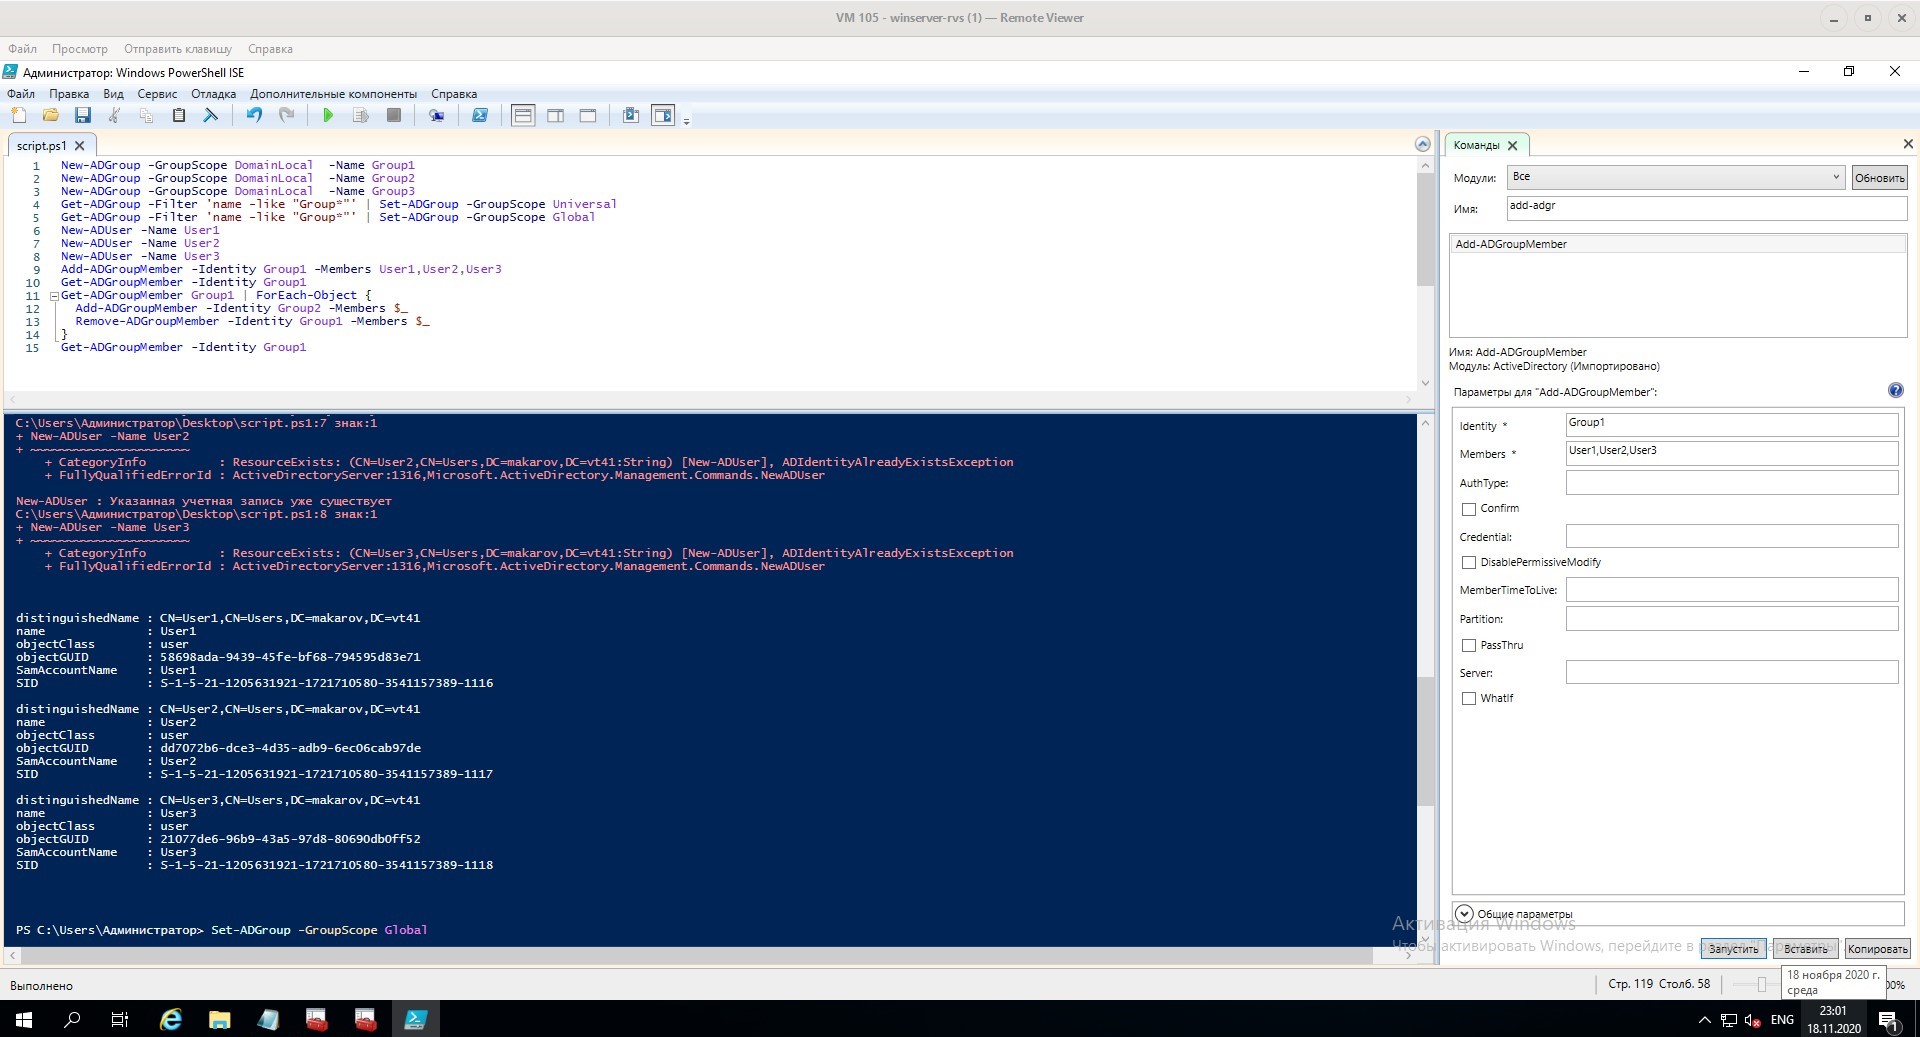 VM 105 - winserver-rvs (1) — Remote Viewer
Файл Просмотр Отправить клавишу Справка
Администратор: Windows PowerShell ISE
Файл Правка Вид Сервис Отладка Дополнительные компоненты Справка
script.ps1
1 New-ADGroup -GroupScope DomainLocal  -Name Group1
2 New-ADGroup -GroupScope DomainLocal  -Name Group2
3 New-ADGroup -GroupScope DomainLocal  -Name Group3
4 Get-ADGroup -Filter 'name -like "Group*"' | Set-ADGroup -GroupScope Universal
5 Get-ADGroup -Filter 'name -like "Group*"' | Set-ADGroup -GroupScope Global
6 New-ADUser -Name User1
7 New-ADUser -Name User2
8 New-ADUser -Name User3
9 Add-ADGroupMember -Identity Group1 -Members User1,User2,User3
10 Get-ADGroupMember -Identity Group1
11 Get-ADGroupMember Group1 | ForEach-Object {
12 Add-ADGroupMember -Identity Group2 -Members $_
13 Remove-ADGroupMember -Identity Group1 -Members $_
14 }
15 Get-ADGroupMember -Identity Group1
C:\Users\Администратор\Desktop\script.ps1:7 знак:1
+ New-ADUser -Name User2
+ ~~~~~~~~~~~~~~~~~~~~~~
+ CategoryInfo          : ResourceExists: (CN=User2,CN=Users,DC=makarov,DC=vt41:String) [New-ADUser], ADIdentityAlreadyExistsException
+ FullyQualifiedErrorId : ActiveDirectoryServer:1316,Microsoft.ActiveDirectory.Management.Commands.NewADUser
New-ADUser : Указанная учетная запись уже существует
C:\Users\Администратор\Desktop\script.ps1:8 знак:1
+ New-ADUser -Name User3
+ ~~~~~~~~~~~~~~~~~~~~~~
+ CategoryInfo          : ResourceExists: (CN=User3,CN=Users,DC=makarov,DC=vt41:String) [New-ADUser], ADIdentityAlreadyExistsException
+ FullyQualifiedErrorId : ActiveDirectoryServer:1316,Microsoft.ActiveDirectory.Management.Commands.NewADUser
distinguishedName : CN=User1,CN=Users,DC=makarov,DC=vt41
name              : User1
objectClass       : user
objectGUID        : 58698ada-9439-45fe-bf68-794595d83e71
SamAccountName    : User1
SID               : S-1-5-21-1205631921-1721710580-3541157389-1116
distinguishedName : CN=User2,CN=Users,DC=makarov,DC=vt41
name              : User2
objectClass       : user
objectGUID        : dd7072b6-dce3-4d35-adb9-6ec06cab97de
SamAccountName    : User2
SID               : S-1-5-21-1205631921-1721710580-3541157389-1117
distinguishedName : CN=User3,CN=Users,DC=makarov,DC=vt41
name              : User3
objectClass       : user
objectGUID        : 21077de6-96b9-43a5-97d8-80690db0ff52
SamAccountName    : User3
SID               : S-1-5-21-1205631921-1721710580-3541157389-1118
PS C:\Users\Администратор> Set-ADGroup -GroupScope Global
Команды
Модули: Все Обновить
Имя: add-adgr
Add-ADGroupMember
Имя: Add-ADGroupMember
Модуль: ActiveDirectory (Импортировано)
Параметры для "Add-ADGroupMember":
Identity * Group1
Members * User1,User2,User3
AuthType:
Confirm
Credential:
DisablePermissiveModify
MemberTimeToLive:
Partition:
PassThru
Server:
WhatIf
Общие параметры
Активация Windows
Чтобы активировать Windows, перейдите в раздел "Параметры".
Запустить Вставить Копировать
Выполнено
Стр. 119 Столб. 58
00%
18 ноября 2020 г.
среда
ENG
23:01
18.11.2020
1